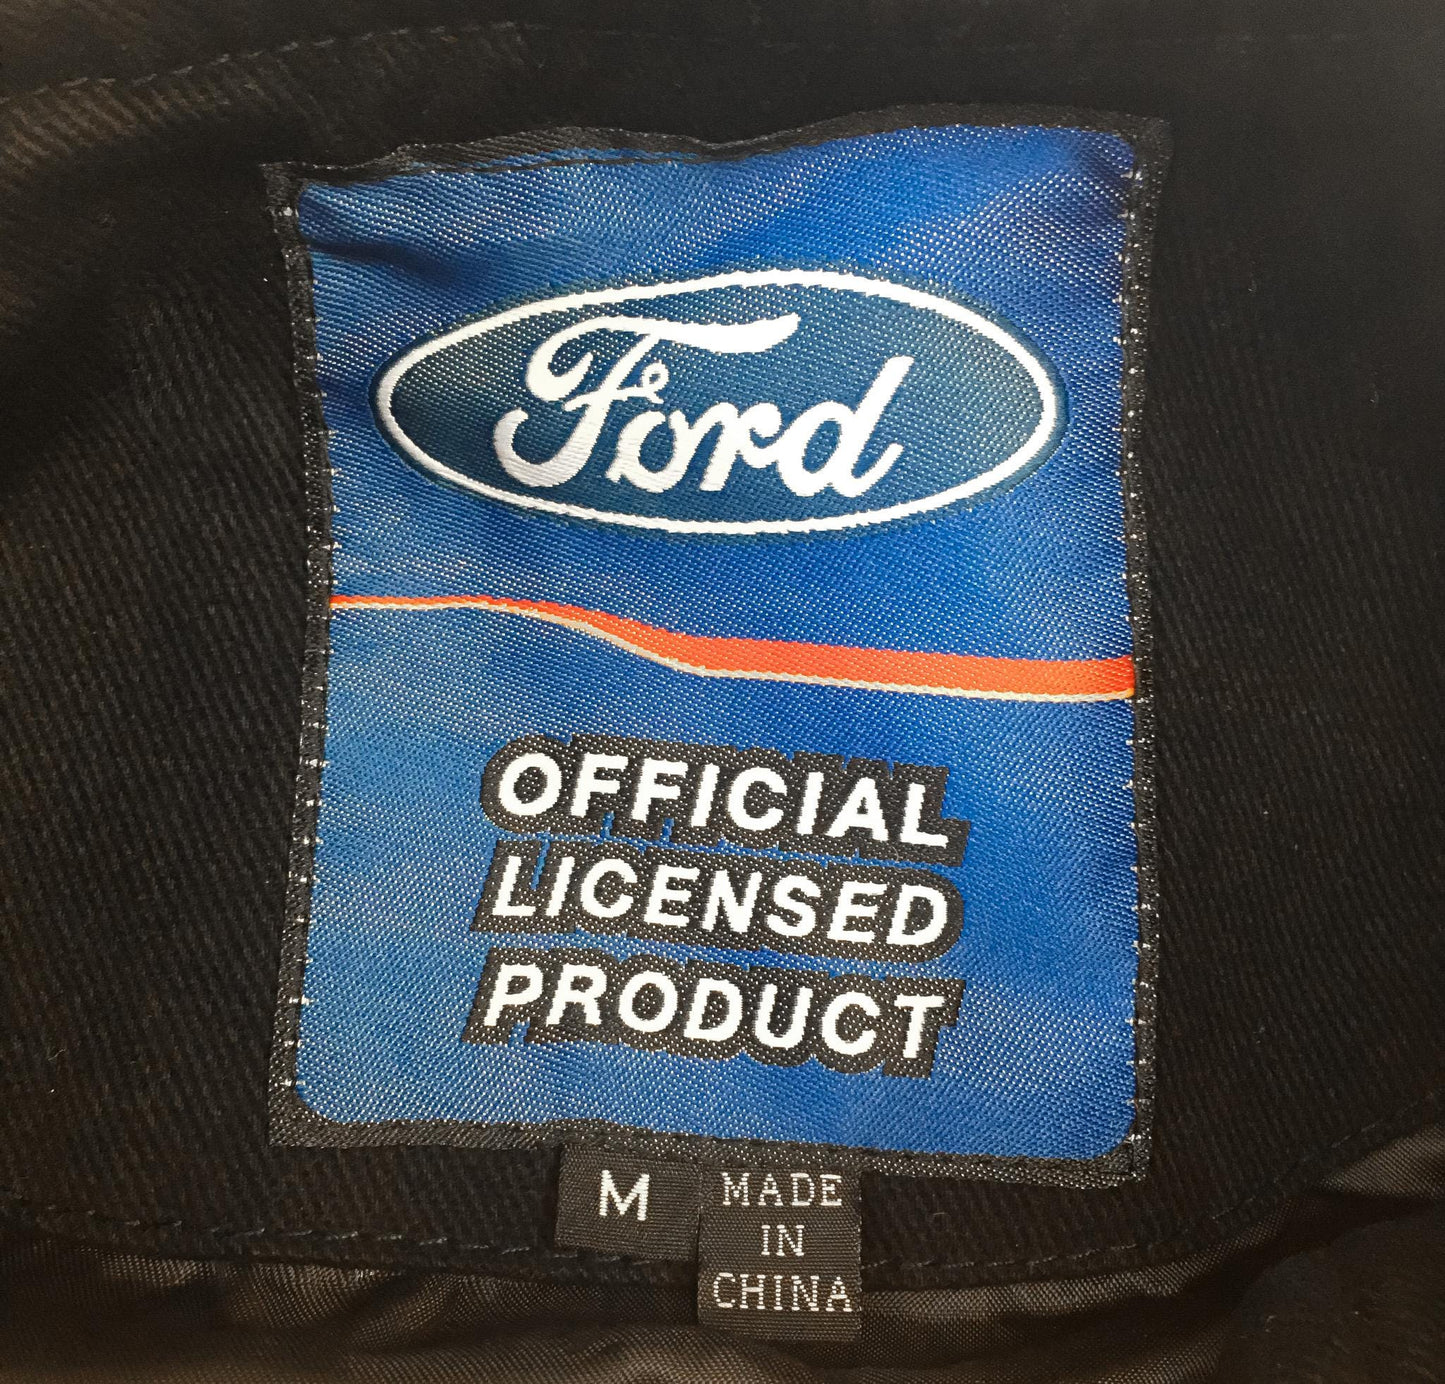 Ford
OFFICIAL
LICENSED
PRODUCT
M
MADE
IN
CHINA